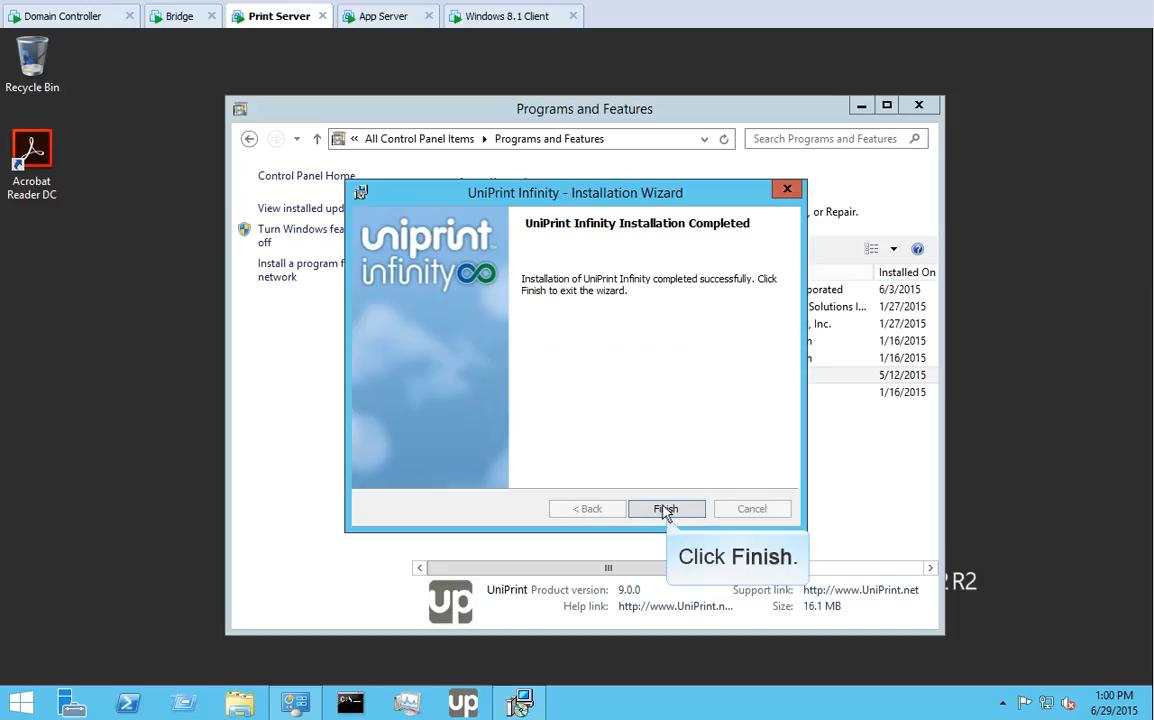 Domain Controller
Bridge
Print Server
App Server
Windows 8.1 Client
Recycle Bin
Acrobat
Reader DC
Programs and Features
All Control Panel Items
Programs and Features
Search Programs and Features
Control Panel Home
View installed upd
Turn Windows fea
off
Install a program f
network
, or Repair.
Installed On
porated 6/3/2015
Solutions I... 1/27/2015
, Inc. 1/27/2015
1/16/2015
1/16/2015
5/12/2015
1/16/2015
UniPrint Infinity - Installation Wizard
uniprint
infinity
UniPrint Infinity Installation Completed
Installation of UniPrint Infinity completed successfully. Click
Finish to exit the wizard.
< Back
Finish
Cancel
Click Finish.
2 R2
up
UniPrint Product version: 9.0.0
Support link: http://www.UniPrint.net
Help link: http://www.UniPrint.n...
Size: 16.1 MB
up
1:00 PM
6/29/2015